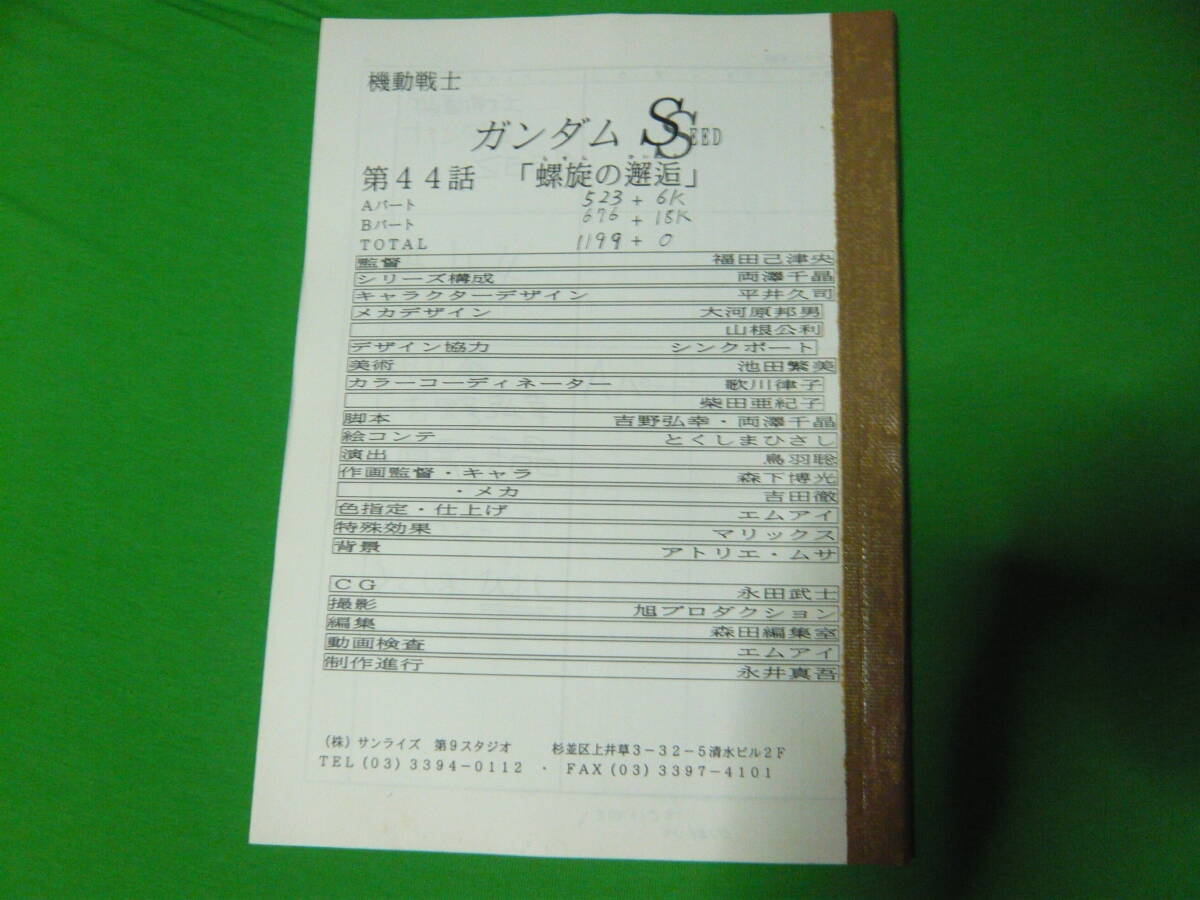 機動戦士
ガンダム SSEED
第44話 「螺旋の邂逅」
Aパート 523 + 6K
Bパート 676 + 18K
TOTAL 1199 + 0
監督 福田己津央
シリーズ構成 両澤千晶
キャラクターデザイン 平井久司
メカデザイン 大河原邦男
山根公利
デザイン協力 シンクポート
美術 池田繁美
カラーコーディネーター 歌川律子
柴田亜紀子
脚本 吉野弘幸・両澤千晶
絵コンテ とくしまひさし
演出 鳥羽聡
作画監督・キャラ 森下博光
・メカ 吉田徹
色指定・仕上げ エムアイ
特殊効果 マリックス
背景 アトリエ・ムサ
CG 永田武士
撮影 旭プロダクション
編集 森田編集室
動画検査 エムアイ
制作進行 永井真吾
(株)サンライズ 第9スタジオ 杉並区上井草3-32-5清水ビル2F
TEL(03)3394-0112 ・ FAX(03)3397-4101